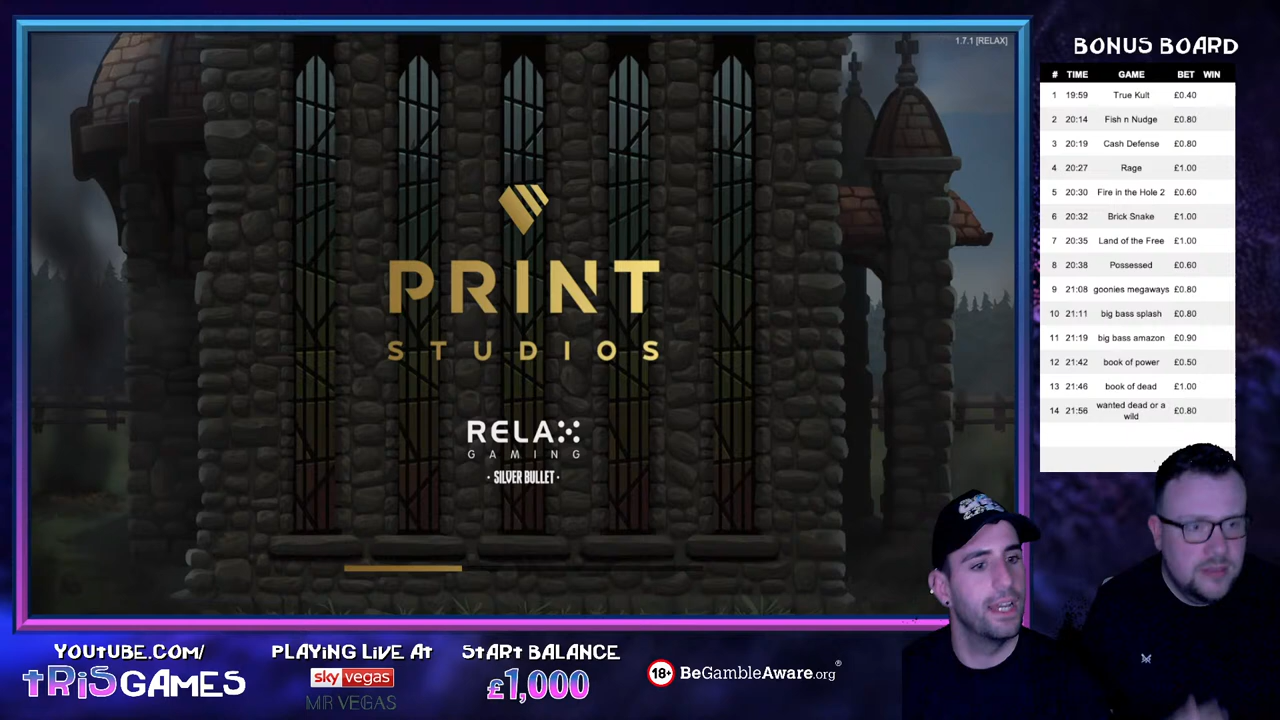 1.7.1 [RELAX]
PRINT
STUDIOS
RELAX
GAMING
· SILVER BULLET ·
BONUS BOARD
# TIME GAME BET WIN
1 19:59 True Kult £0.40
2 20:14 Fish n Nudge £0.80
3 20:19 Cash Defense £0.80
4 20:27 Rage £1.00
5 20:30 Fire in the Hole 2 £0.60
6 20:32 Brick Snake £1.00
7 20:35 Land of the Free £1.00
8 20:38 Possessed £0.60
9 21:08 goonies megaways £0.80
10 21:11 big bass splash £0.80
11 21:19 big bass amazon £0.90
12 21:42 book of power £0.50
13 21:46 book of dead £1.00
14 21:56 wanted dead or a wild £0.80
YOUTUBE.COM/
TRISGAMES
PLAYING LIVE AT
sky vegas
MR VEGAS
START BALANCE
£1,000
18+ BeGambleAware.org®